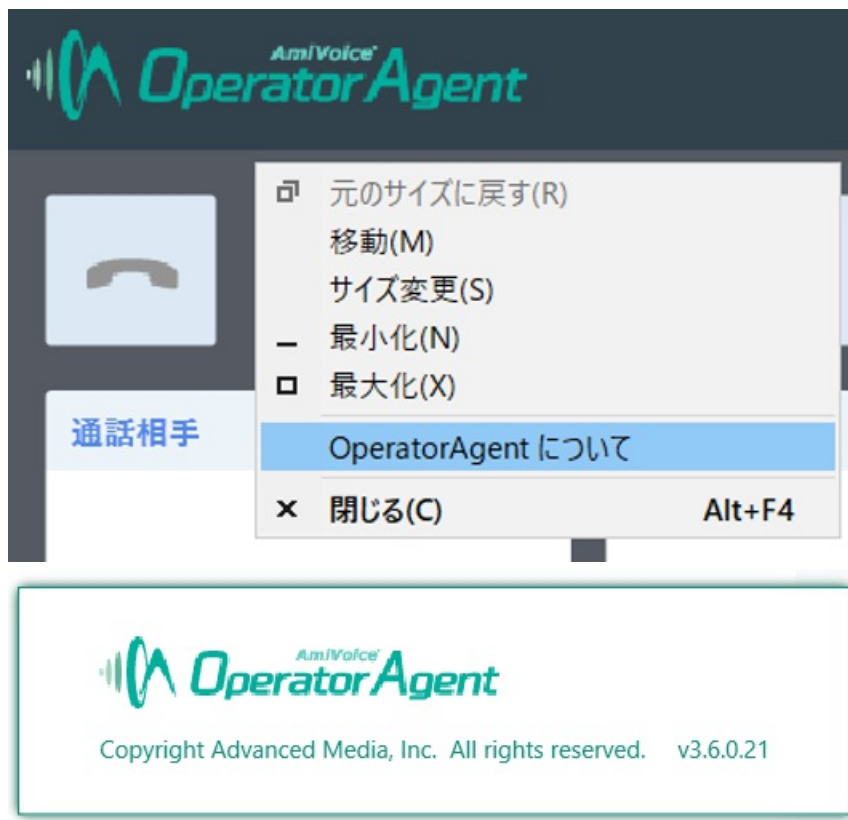 AmiVoice®
OperatorAgent
元のサイズに戻す(R)
移動(M)
サイズ変更(S)
最小化(N)
最大化(X)
通話相手
OperatorAgent について
閉じる(C) Alt+F4
AmiVoice®
OperatorAgent
Copyright Advanced Media, Inc. All rights reserved. v3.6.0.21